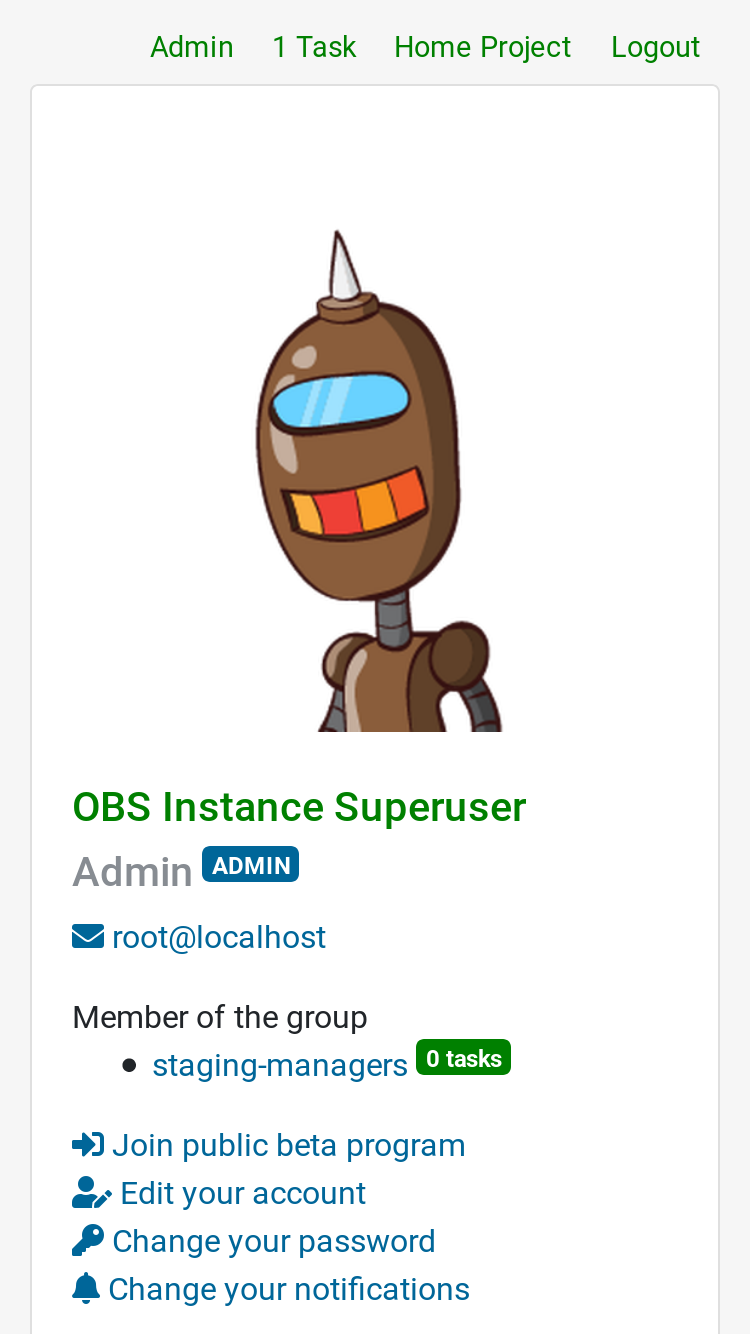 Admin 1 Task Home Project Logout
OBS Instance Superuser
Admin ADMIN
root@localhost
Member of the group
staging-managers 0 tasks
Join public beta program
Edit your account
Change your password
Change your notifications